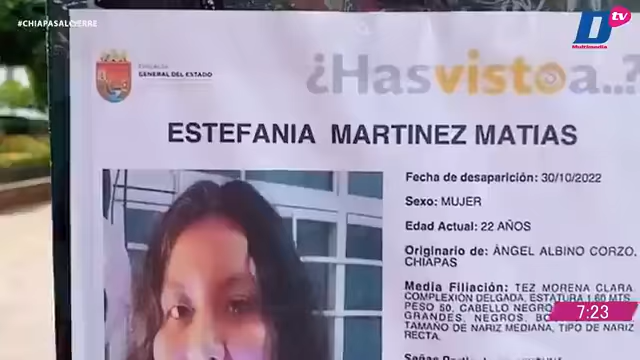 #CHIAPASALCIERRE
D tv
Multimedia
FISCALÍA
GENERAL DEL ESTADO
¿Hasvistoa..?
ESTEFANIA MARTINEZ MATIAS
Fecha de desaparición: 30/10/2022
Sexo: MUJER
Edad Actual: 22 AÑOS
Originario de: ÁNGEL ALBINO CORZO,
CHIAPAS
Media Filiación: TEZ MORENA CLARA,
COMPLEXIÓN DELGADA, ESTATURA 1.60 MTS,
PESO 50, CABELLO NEGRO
GRANDES, NEGROS,
TAMAÑO DE NARIZ MEDIANA, TIPO DE NARIZ
RECTA.
7:23